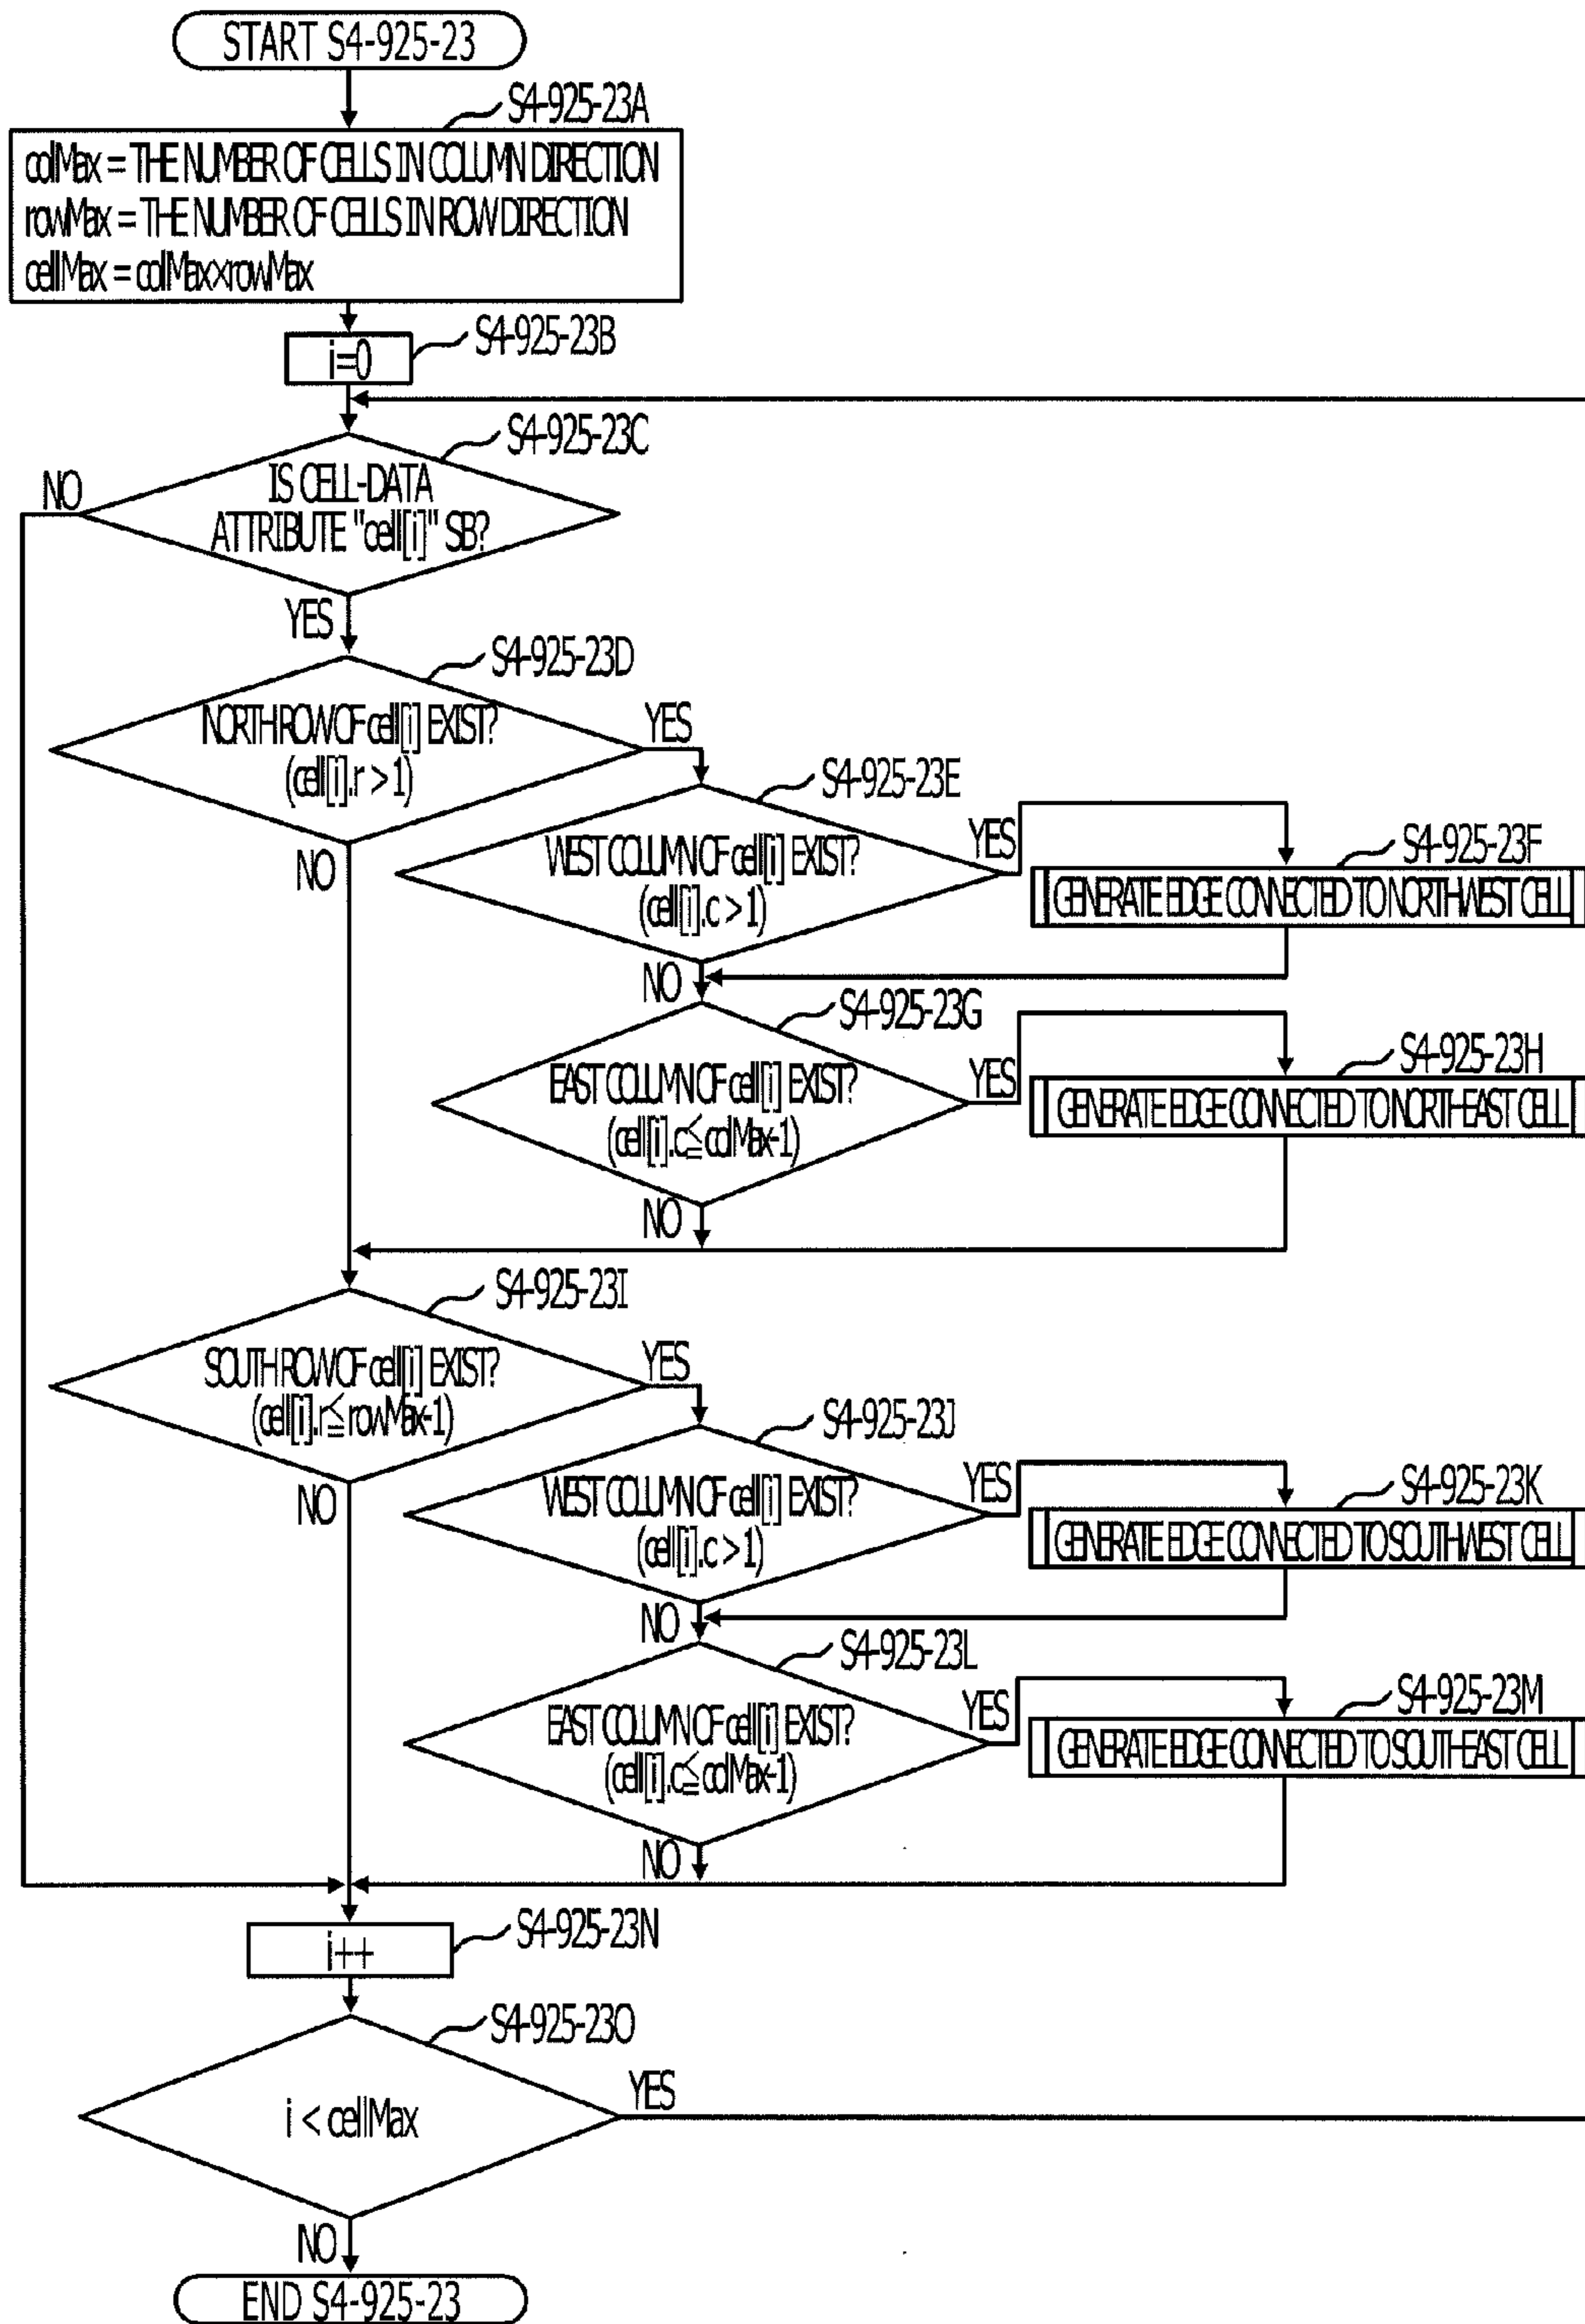 START S4-925-23
S4-925-23A
colMax = THE NUMBER OF CELLS IN COLUMN DIRECTION
rowMax = THE NUMBER OF CELLS IN ROW DIRECTION
cellMax = colMax×rowMax
S4-925-23B
i=0
S4-925-23C
NO
IS CELL-DATA
ATTRIBUTE "cell[i]" SB?
YES
S4-925-23D
NORTH ROW OF cell[i] EXIST?
(cell[i].r > 1)
YES
NO
S4-925-23E
WEST COLUMN OF cell[i] EXIST?
(cell[i].c > 1)
YES
S4-925-23F
GENERATE EDGE CONNECTED TO NORTH-WEST CELL
NO
S4-925-23G
EAST COLUMN OF cell[i] EXIST?
(cell[i].c≦colMax-1)
YES
S4-925-23H
GENERATE EDGE CONNECTED TO NORTH-EAST CELL
NO
S4-925-23I
SOUTH ROW OF cell[i] EXIST?
(cell[i].r≦rowMax-1)
YES
NO
S4-925-23J
WEST COLUMN OF cell[i] EXIST?
(cell[i].c > 1)
YES
S4-925-23K
GENERATE EDGE CONNECTED TO SOUTH-WEST CELL
NO
S4-925-23L
EAST COLUMN OF cell[i] EXIST?
(cell[i].c≦colMax-1)
YES
S4-925-23M
GENERATE EDGE CONNECTED TO SOUTH-EAST CELL
NO
S4-925-23N
i++
S4-925-23O
i < cellMax
YES
NO
END S4-925-23